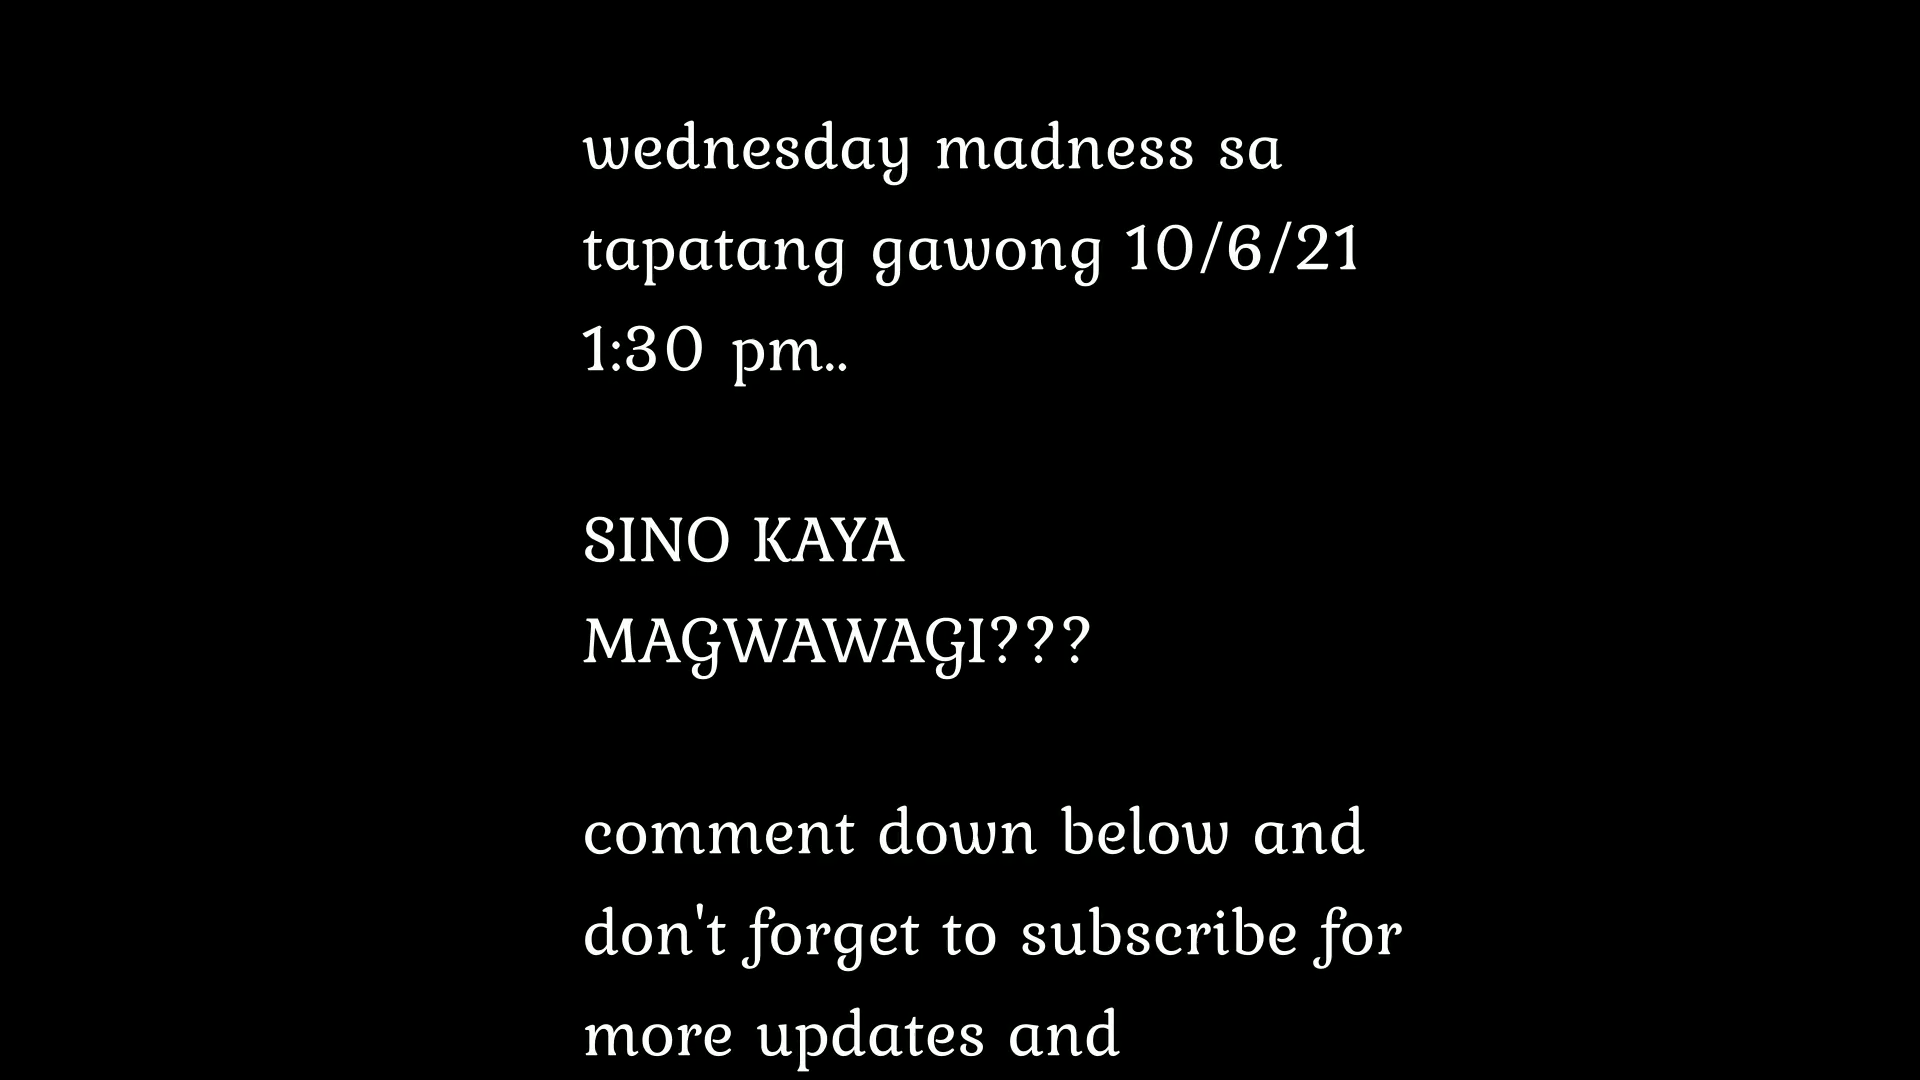 wednesday madness sa
tapatang gawong 10/6/21
1:30 pm..
SINO KAYA
MAGWAWAGI???
comment down below and
don't forget to subscribe for
more updates and